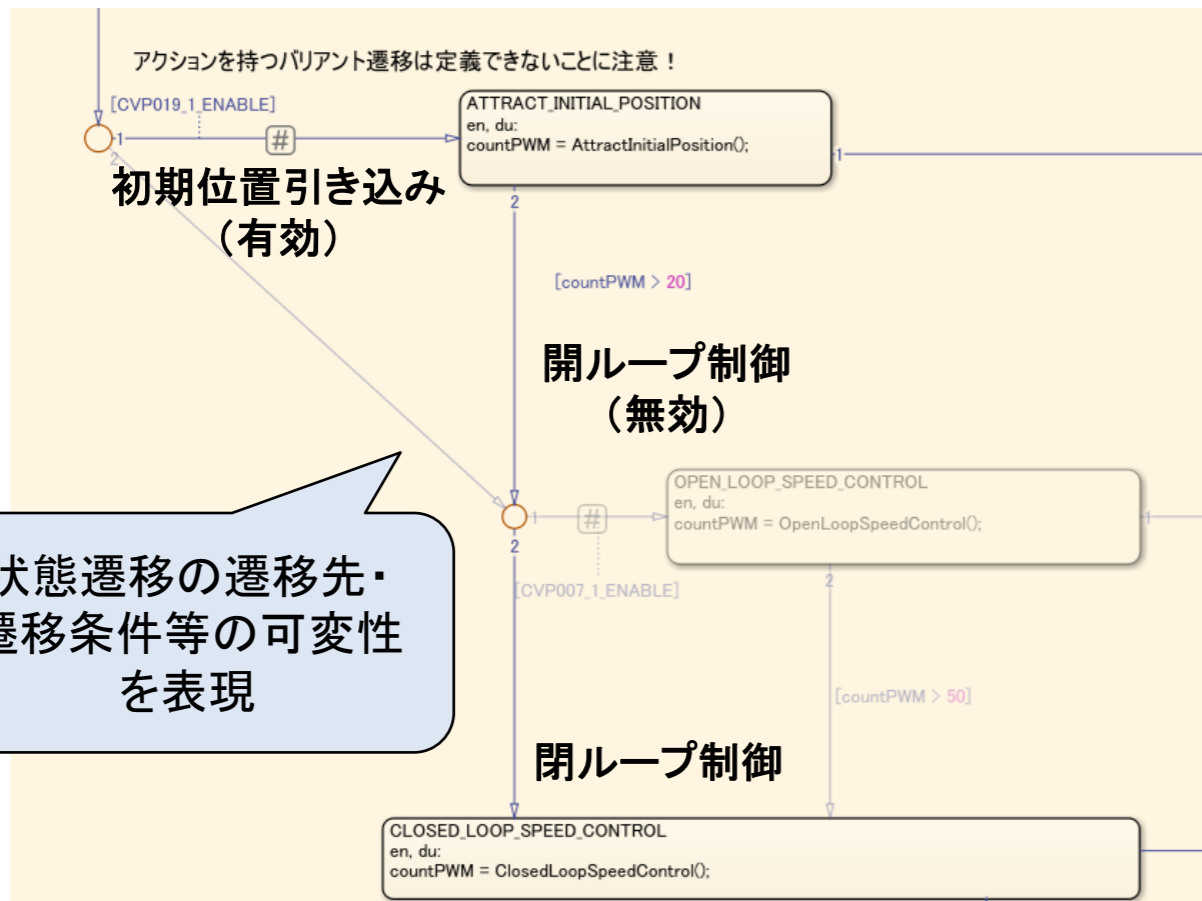 アクションを持つバリアント遷移は定義できないことに注意！
[CVP019_1_ENABLE]
ATTRACT_INITIAL_POSITION
en, du:
countPWM = AttractInitialPosition();
1
#
1
2
初期位置引き込み
（有効）
2
[countPWM > 20]
開ループ制御
（無効）
OPEN_LOOP_SPEED_CONTROL
en, du:
countPWM = OpenLoopSpeedControl();
1
#
1
2
2
[CVP007_1_ENABLE]
状態遷移の遷移先・
遷移条件等の可変性
を表現
[countPWM > 50]
閉ループ制御
CLOSED_LOOP_SPEED_CONTROL
en, du:
countPWM = ClosedLoopSpeedControl();